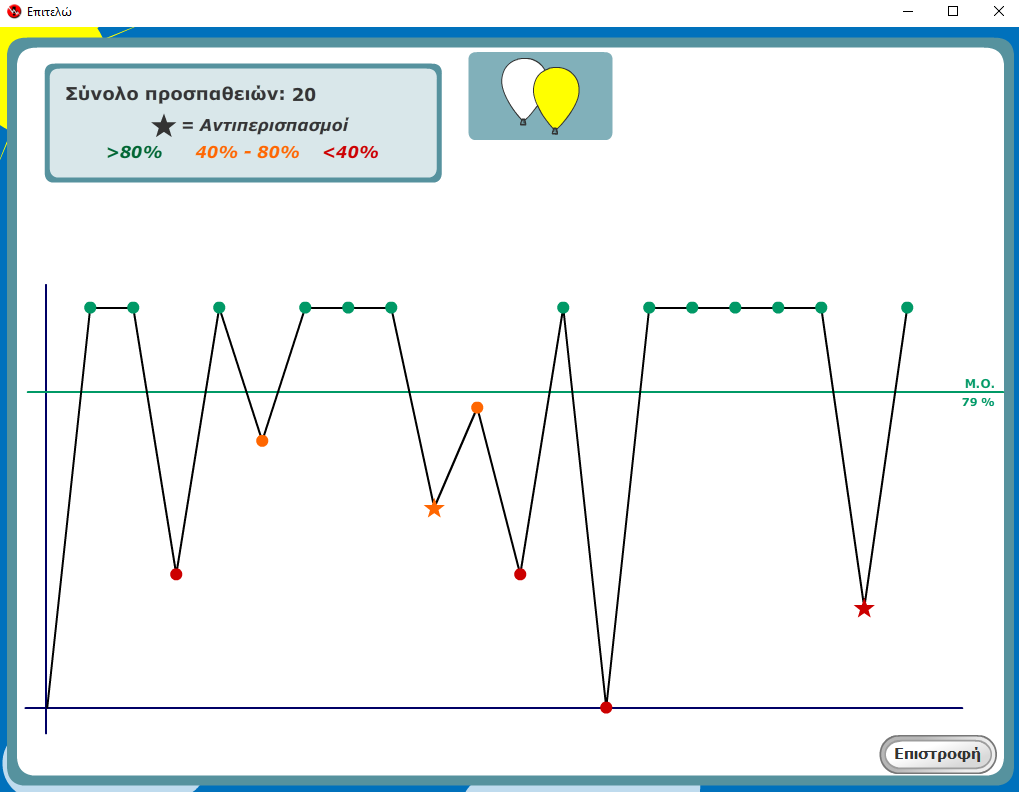 Επιτελώ
Σύνολο προσπαθειών: 20
★ = Αντιπερισπασμοί
>80% 40% - 80% <40%
Μ.Ο.
79 %
Επιστροφή